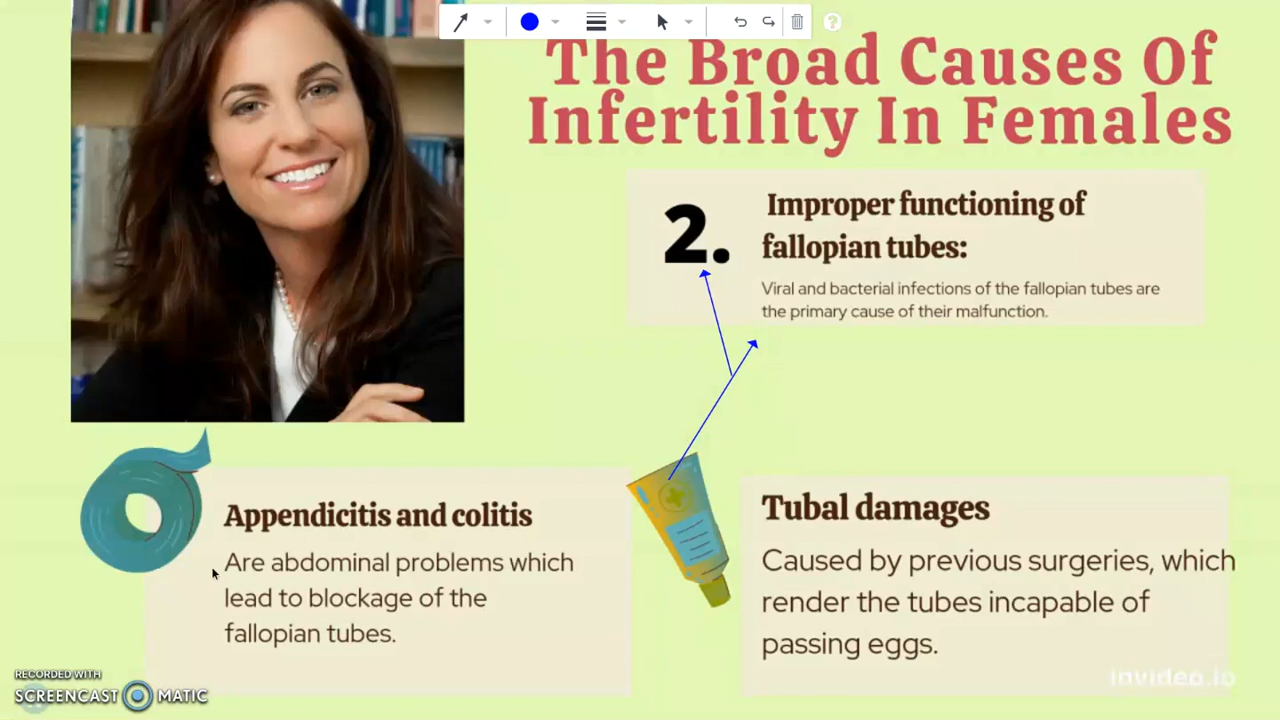 The Broad Causes Of
Infertility In Females
2.
Improper functioning of
fallopian tubes:
Viral and bacterial infections of the fallopian tubes are
the primary cause of their malfunction.
Appendicitis and colitis
Are abdominal problems which
lead to blockage of the
fallopian tubes.
Tubal damages
Caused by previous surgeries, which
render the tubes incapable of
passing eggs.
RECORDED WITH
SCREENCAST MATIC
invideo.io
?